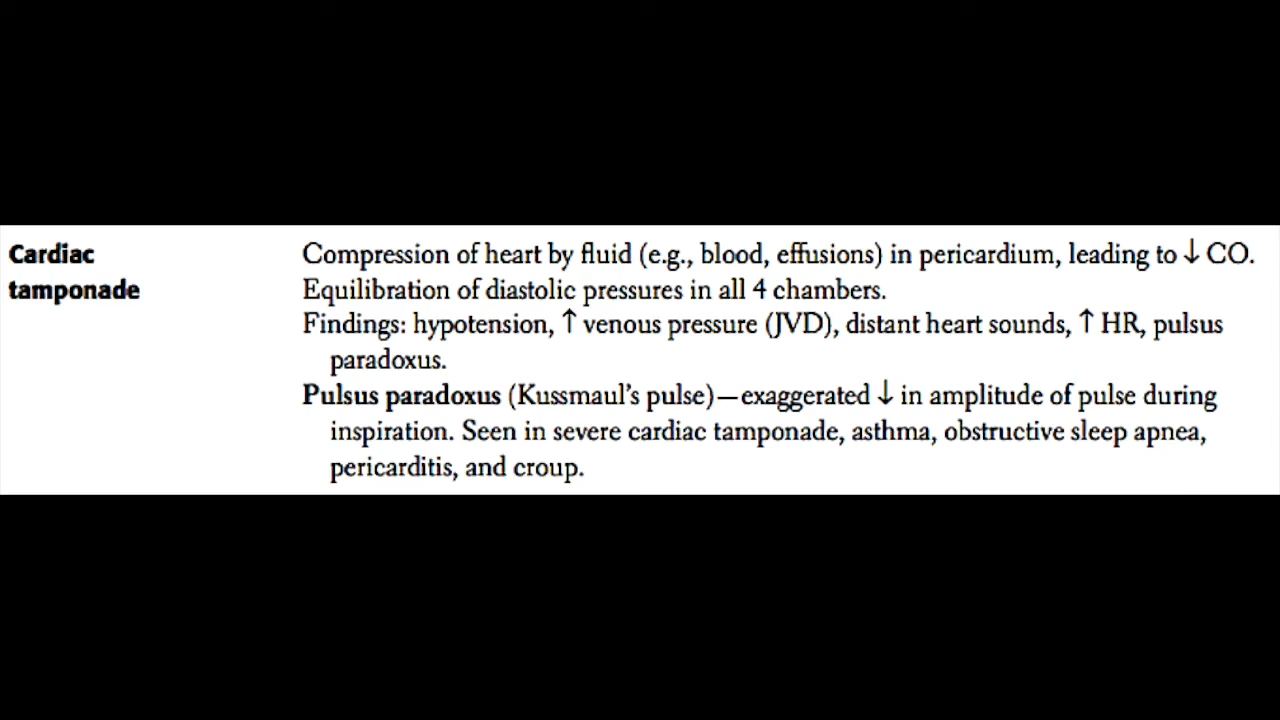 Cardiac
tamponade
Compression of heart by fluid (e.g., blood, effusions) in pericardium, leading to ↓ CO.
Equilibration of diastolic pressures in all 4 chambers.
Findings: hypotension, ↑ venous pressure (JVD), distant heart sounds, ↑ HR, pulsus
paradoxus.
Pulsus paradoxus (Kussmaul's pulse)—exaggerated ↓ in amplitude of pulse during
inspiration. Seen in severe cardiac tamponade, asthma, obstructive sleep apnea,
pericarditis, and croup.